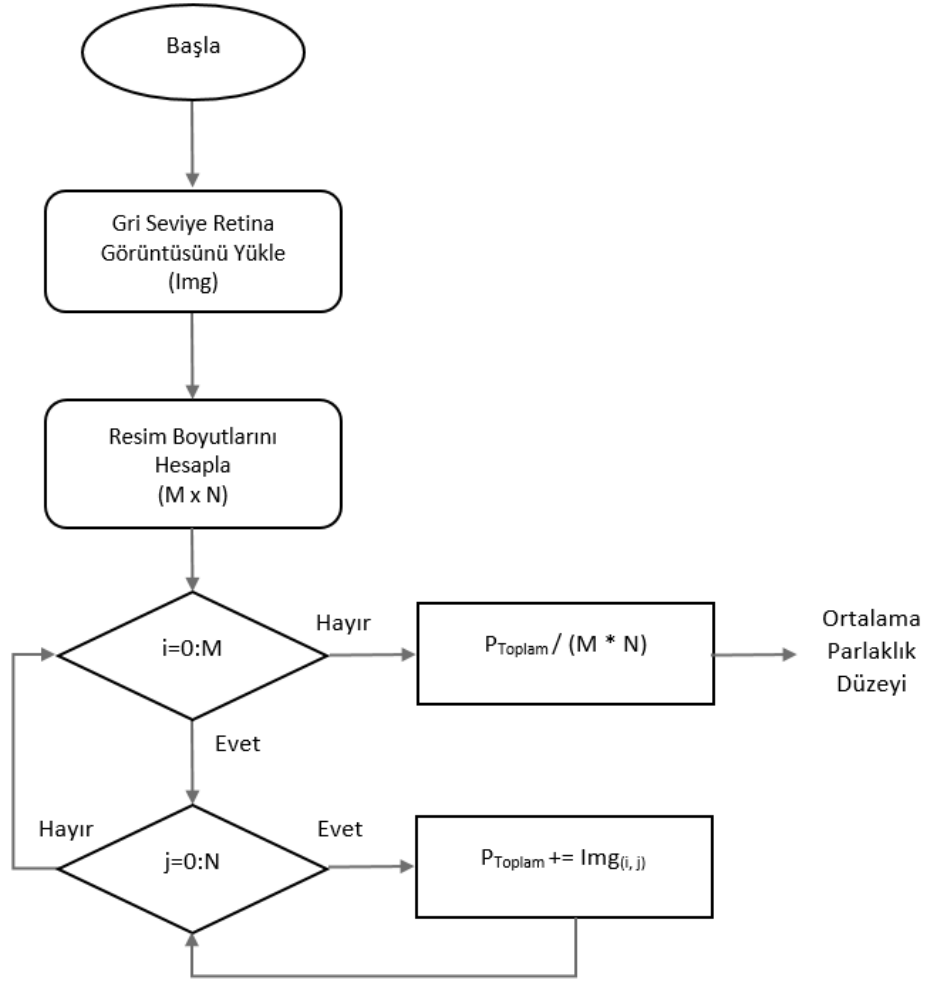 Başla
Gri Seviye Retina
Görüntüsünü Yükle
(Img)
Resim Boyutlarını
Hesapla
(M x N)
i=0:M
Hayır
P_Toplam / (M * N)
Ortalama
Parlaklık
Düzeyi
Evet
Hayır
j=0:N
Evet
P_Toplam += Img_(i, j)